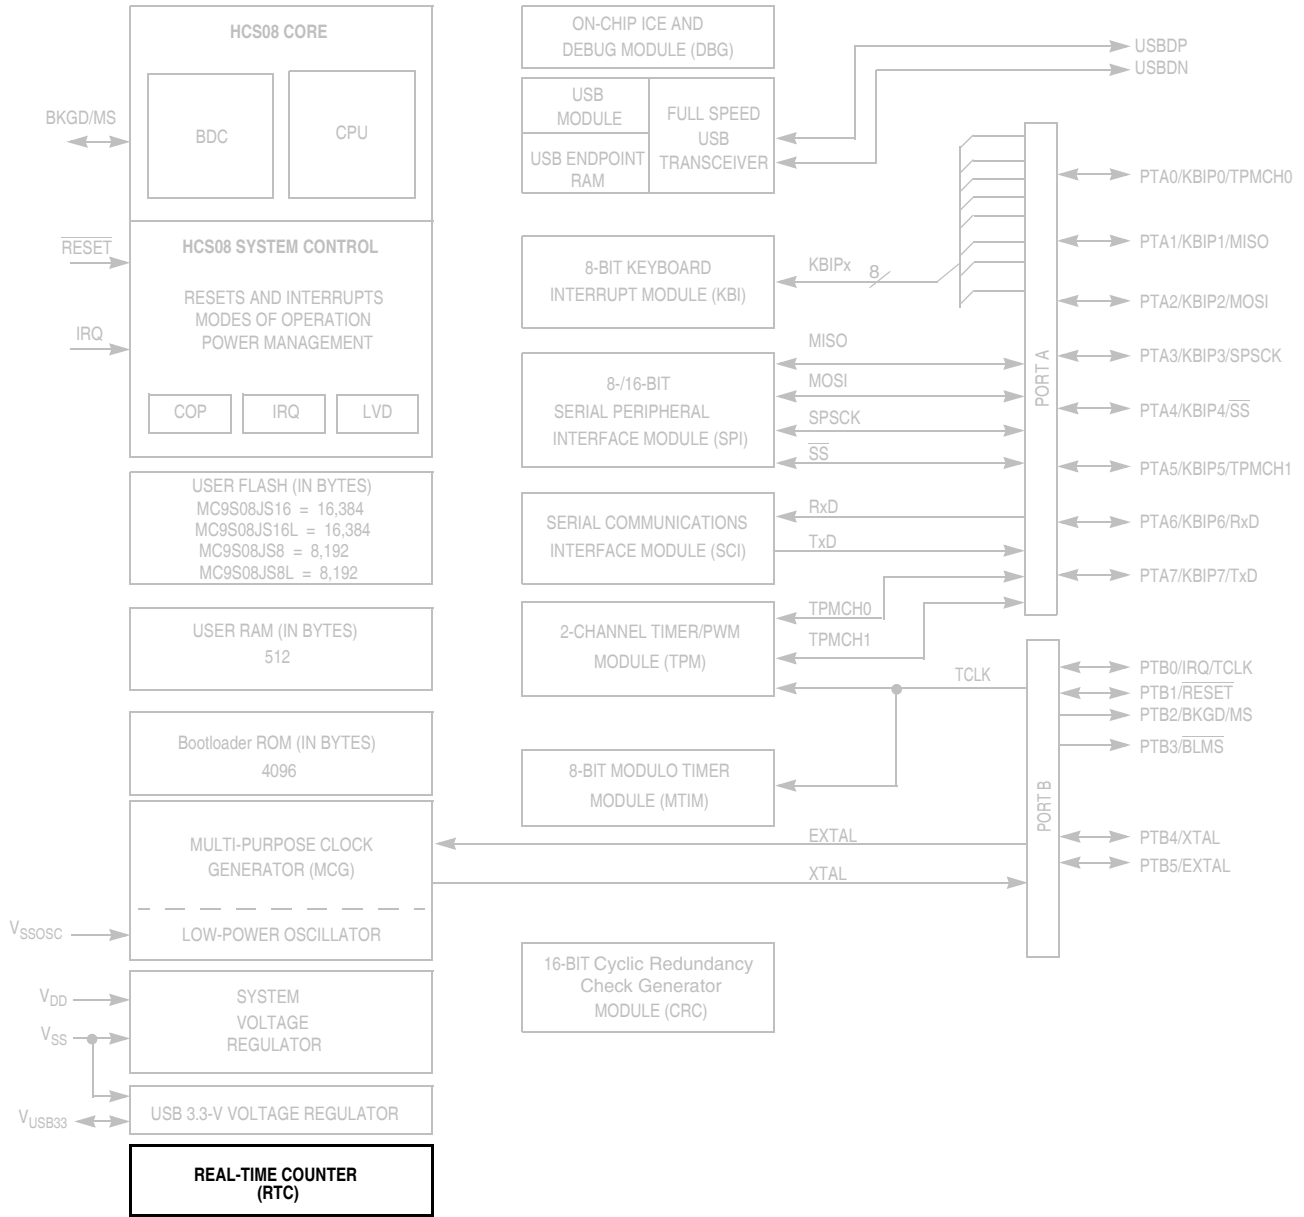 HCS08 CORE
BDC
CPU
BKGD/MS
RESET
HCS08 SYSTEM CONTROL
RESETS AND INTERRUPTS
MODES OF OPERATION
POWER MANAGEMENT
IRQ
COP
IRQ
LVD
USER FLASH (IN BYTES)
MC9S08JS16 = 16,384
MC9S08JS16L = 16,384
MC9S08JS8 = 8,192
MC9S08JS8L = 8,192
USER RAM (IN BYTES)
512
Bootloader ROM (IN BYTES)
4096
MULTI-PURPOSE CLOCK
GENERATOR (MCG)
LOW-POWER OSCILLATOR
VSSOSC
VDD
VSS
SYSTEM
VOLTAGE
REGULATOR
VUSB33
USB 3.3-V VOLTAGE REGULATOR
REAL-TIME COUNTER
(RTC)
ON-CHIP ICE AND
DEBUG MODULE (DBG)
USB
MODULE
USB ENDPOINT
RAM
FULL SPEED
USB
TRANSCEIVER
8-BIT KEYBOARD
INTERRUPT MODULE (KBI)
8-/16-BIT
SERIAL PERIPHERAL
INTERFACE MODULE (SPI)
SERIAL COMMUNICATIONS
INTERFACE MODULE (SCI)
2-CHANNEL TIMER/PWM
MODULE (TPM)
8-BIT MODULO TIMER
MODULE (MTIM)
16-BIT Cyclic Redundancy
Check Generator
MODULE (CRC)
KBIPx
8
MISO
MOSI
SPSCK
SS
RxD
TxD
TPMCH0
TPMCH1
TCLK
EXTAL
XTAL
PORT A
PORT B
USBDP
USBDN
PTA0/KBIP0/TPMCH0
PTA1/KBIP1/MISO
PTA2/KBIP2/MOSI
PTA3/KBIP3/SPSCK
PTA4/KBIP4/SS
PTA5/KBIP5/TPMCH1
PTA6/KBIP6/RxD
PTA7/KBIP7/TxD
PTB0/IRQ/TCLK
PTB1/RESET
PTB2/BKGD/MS
PTB3/BLMS
PTB4/XTAL
PTB5/EXTAL